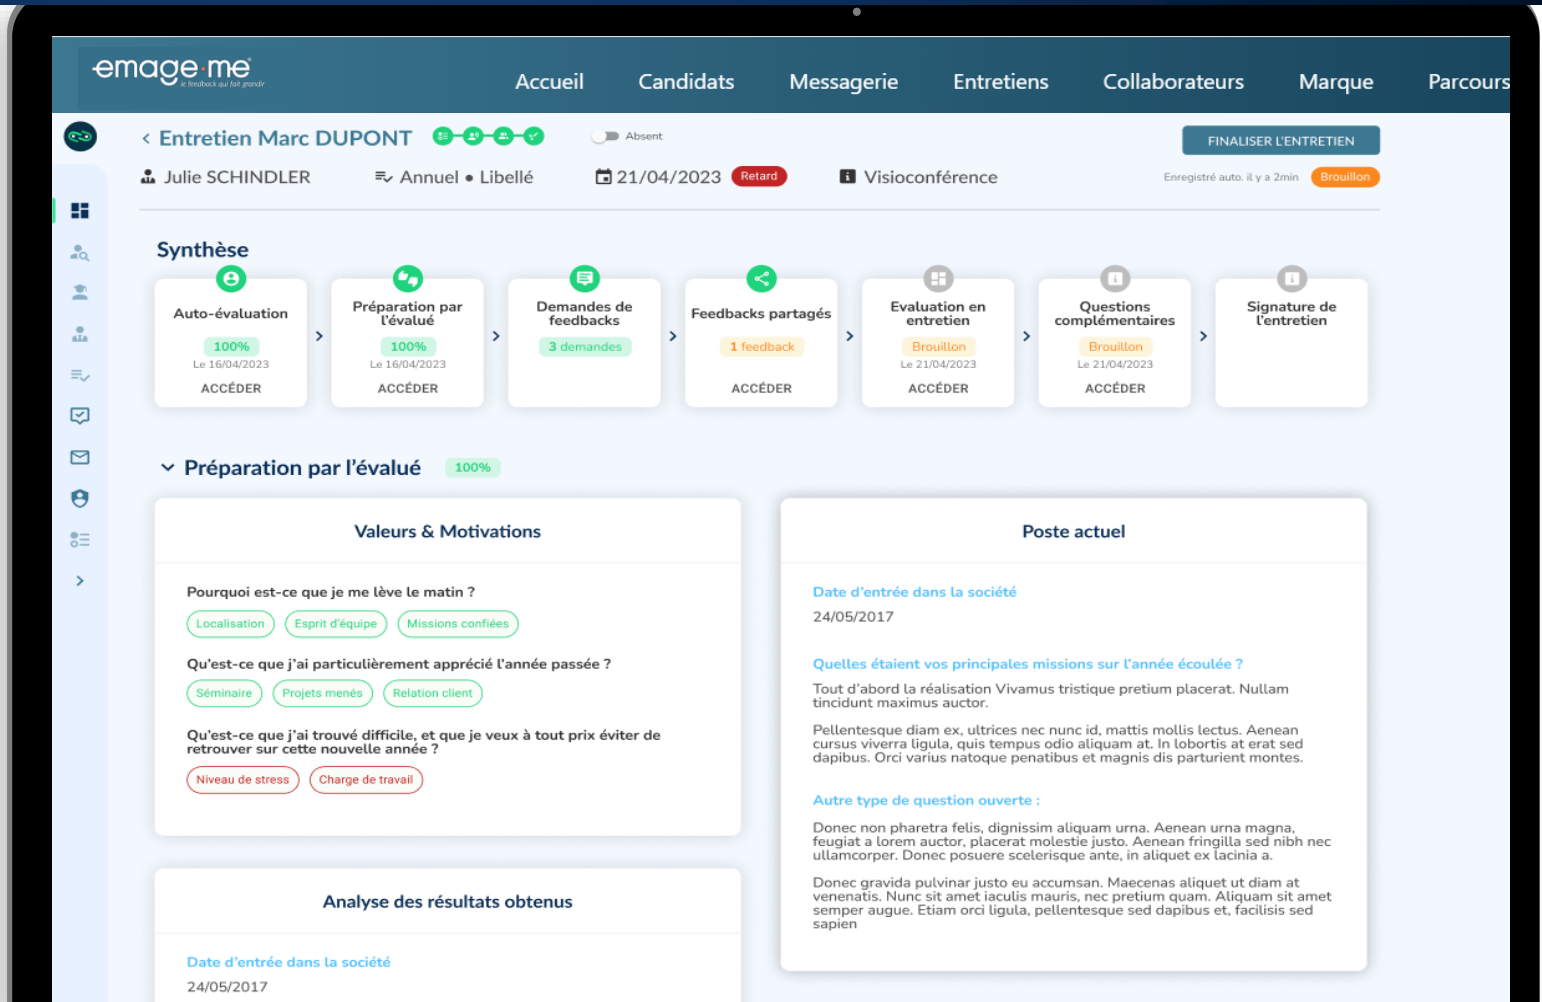 emage·me
le feedback qui fait grandir
Accueil Candidats Messagerie Entretiens Collaborateurs Marque Parcours
< Entretien Marc DUPONT
Absent
FINALISER L'ENTRETIEN
Julie SCHINDLER
Annuel • Libellé
21/04/2023 Retard
Visioconférence
Enregistré auto. il y a 2min Brouillon
Synthèse
Auto-évaluation
100%
Le 16/04/2023
ACCÉDER
Préparation par
l'évalué
100%
Le 16/04/2023
ACCÉDER
Demandes de
feedbacks
3 demandes
Feedbacks partagés
1 feedback
ACCÉDER
Evaluation en
entretien
Brouillon
Le 21/04/2023
ACCÉDER
Questions
complémentaires
Brouillon
Le 21/04/2023
ACCÉDER
Signature de
l'entretien
Préparation par l'évalué 100%
Valeurs & Motivations
Pourquoi est-ce que je me lève le matin ?
Localisation Esprit d'équipe Missions confiées
Qu'est-ce que j'ai particulièrement apprécié l'année passée ?
Séminaire Projets menés Relation client
Qu'est-ce que j'ai trouvé difficile, et que je veux à tout prix éviter de
retrouver sur cette nouvelle année ?
Niveau de stress Charge de travail
Analyse des résultats obtenus
Date d'entrée dans la société
24/05/2017
Poste actuel
Date d'entrée dans la société
24/05/2017
Quelles étaient vos principales missions sur l'année écoulée ?
Tout d'abord la réalisation Vivamus tristique pretium placerat. Nullam
tincidunt maximus auctor.
Pellentesque diam ex, ultrices nec nunc id, mattis mollis lectus. Aenean
cursus viverra ligula, quis tempus odio aliquam at. In lobortis at erat sed
dapibus. Orci varius natoque penatibus et magnis dis parturient montes.
Autre type de question ouverte :
Donec non pharetra felis, dignissim aliquam urna. Aenean urna magna,
feugiat a lorem auctor, placerat molestie justo. Aenean fringilla sed nibh nec
ullamcorper. Donec posuere scelerisque ante, in aliquet ex lacinia a.
Donec gravida pulvinar justo eu accumsan. Maecenas aliquet ut diam at
venenatis. Nunc sit amet iaculis mauris, nec pretium quam. Aliquam sit amet
semper augue. Etiam orci ligula, pellentesque sed dapibus et, facilisis sed
sapien